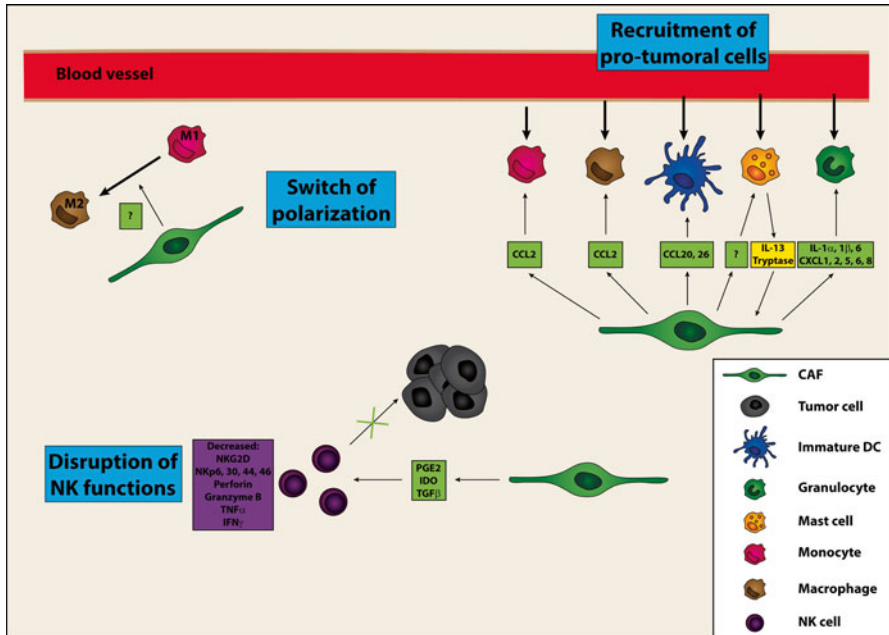 Recruitment of
pro-tumoral cells
Blood vessel
M1
M2
?
Switch of
polarization
CCL2
CCL2
CCL20, 26
?
IL-13
Tryptase
IL-1α, 1β, 6
CXCL1, 2, 5, 6, 8
Disruption of
NK functions
Decreased:
NKG2D
NKp6, 30, 44, 46
Perforin
Granzyme B
TNFα
IFNγ
PGE2
IDO
TGFβ
CAF
Tumor cell
Immature DC
Granulocyte
Mast cell
Monocyte
Macrophage
NK cell